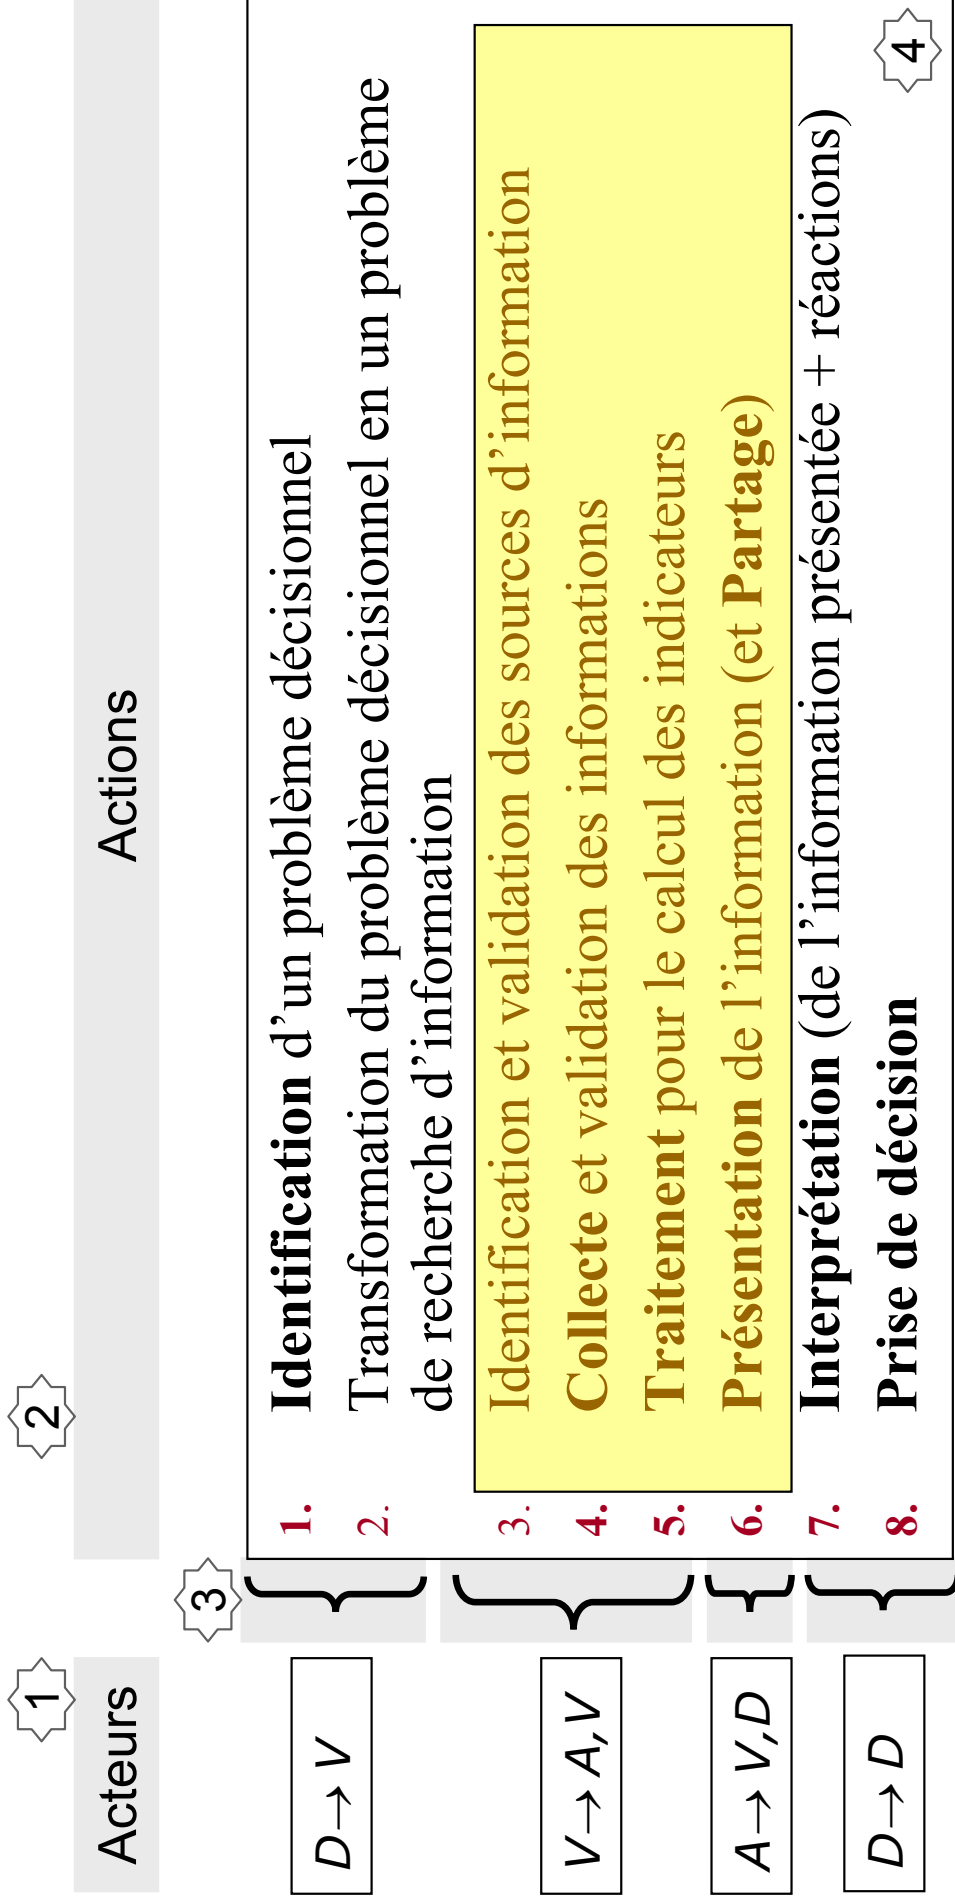 1
2
Acteurs
Actions
3
D→V
1. Identification d’un problème décisionnel
2. Transformation du problème décisionnel en un problème
de recherche d’information
V→A,V
3. Identification et validation des sources d’information
4. Collecte et validation des informations
5. Traitement pour le calcul des indicateurs
A→V,D
6. Présentation de l’information (et Partage)
D→D
7. Interprétation (de l’information présentée + réactions)
8. Prise de décision
4